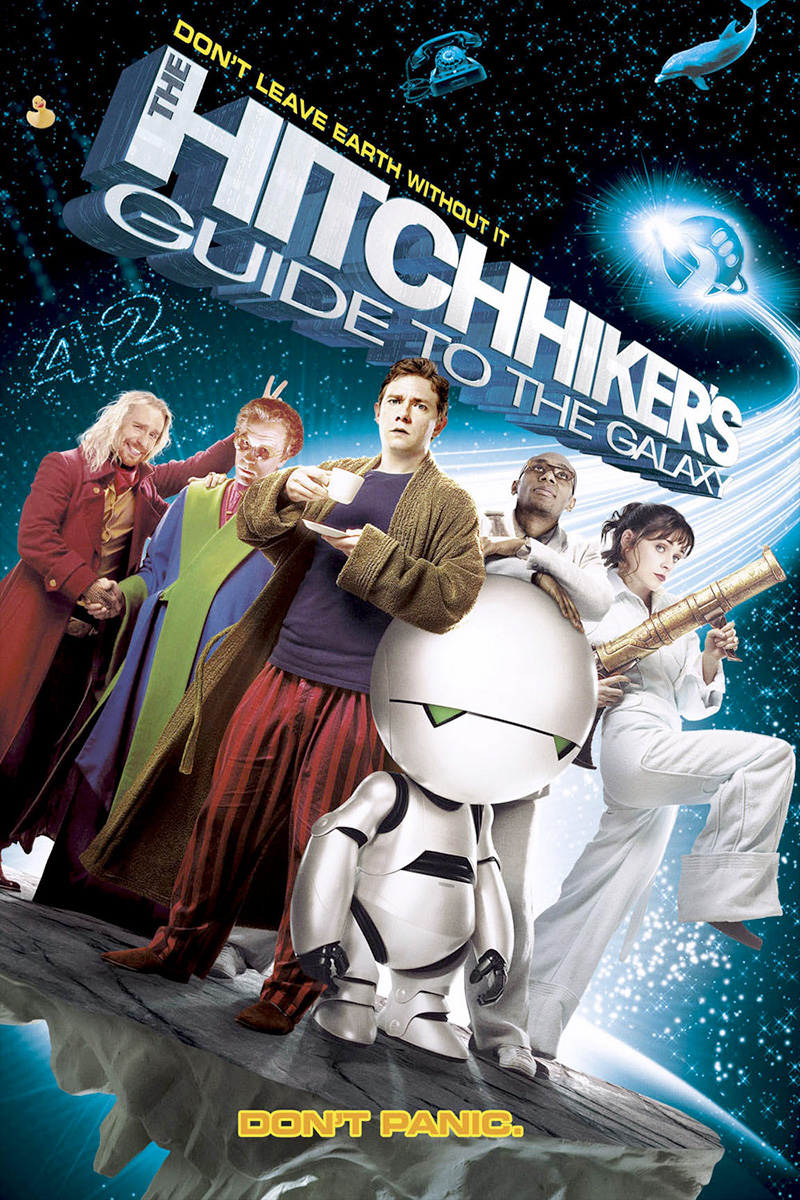 DON'T LEAVE EARTH WITHOUT IT
THE
HITCHHIKER'S
GUIDE TO THE GALAXY
42
DON'T PANIC.